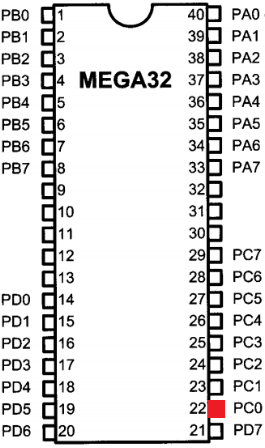 PB0 1 40 PA0
PB1 2 39 PA1
PB2 3 38 PA2
PB3 4 MEGA32 37 PA3
PB4 5 36 PA4
PB5 6 35 PA5
PB6 7 34 PA6
PB7 8 33 PA7
9 32
10 31
11 30
12 29 PC7
13 28 PC6
PD0 14 27 PC5
PD1 15 26 PC4
PD2 16 25 PC3
PD3 17 24 PC2
PD4 18 23 PC1
PD5 19 22 PC0
PD6 20 21 PD7